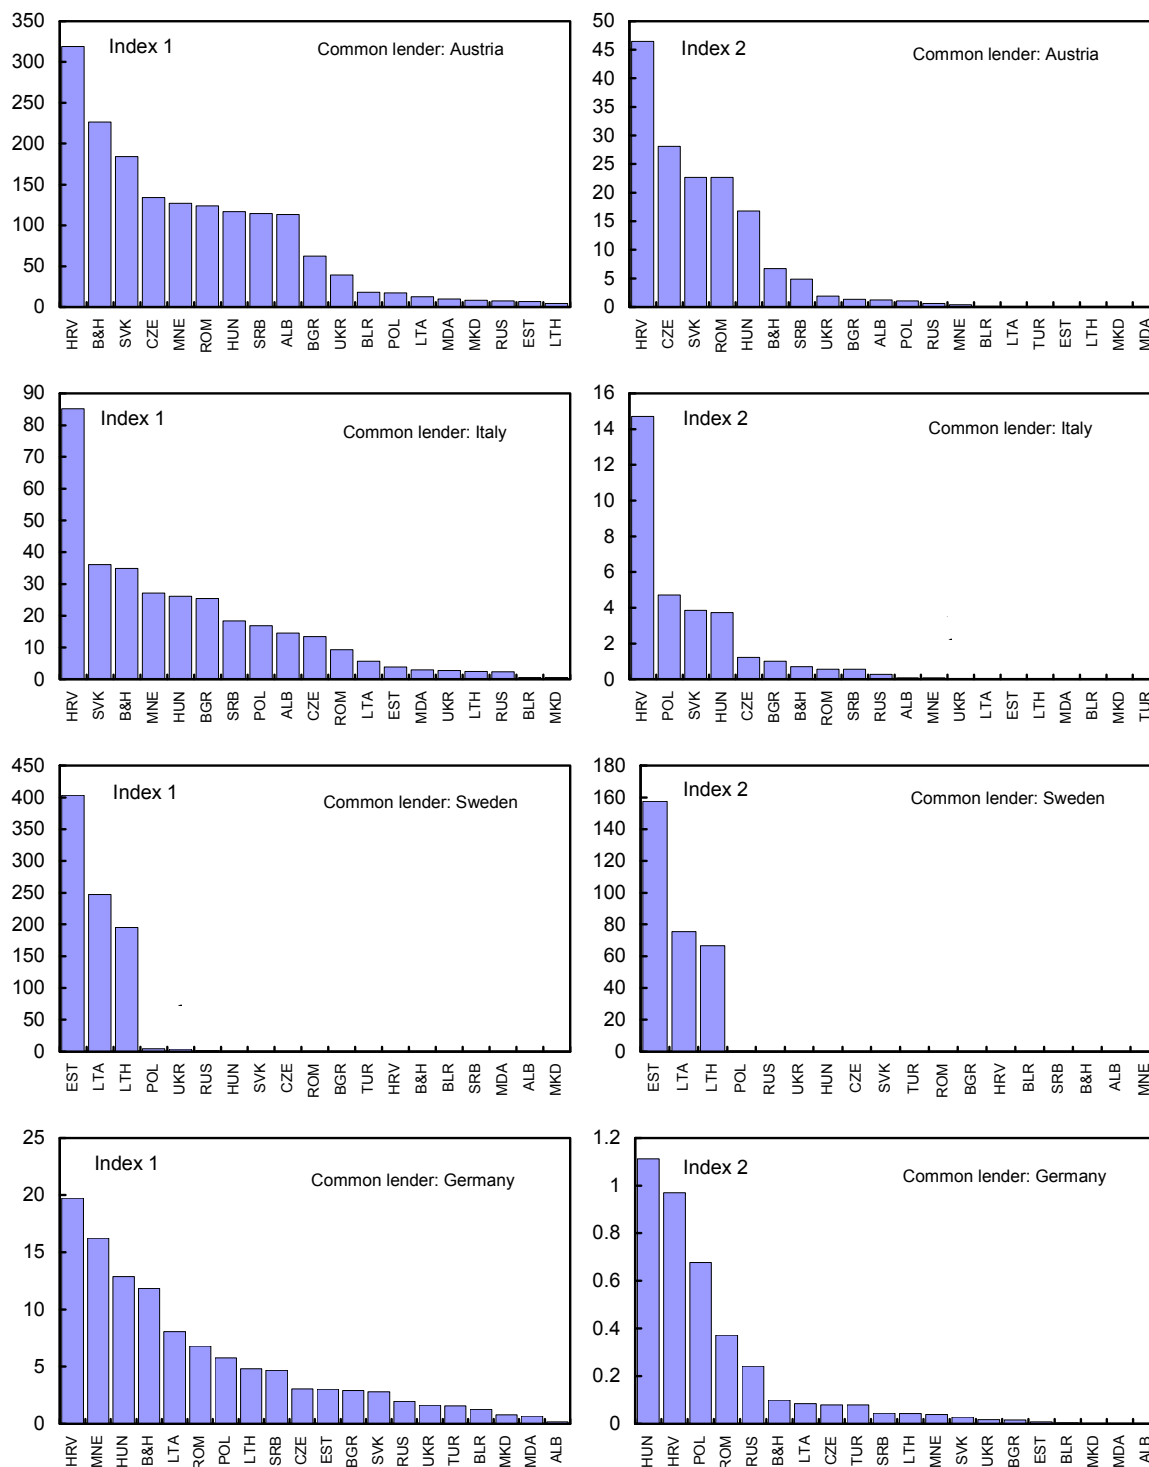 350
300
250
200
150
100
50
0
Index 1
Common lender: Austria
HRV
B&H
SVK
CZE
MNE
ROM
HUN
SRB
ALB
BGR
UKR
BLR
POL
LTA
MDA
MKD
RUS
EST
LTH
50
45
40
35
30
25
20
15
10
5
0
Index 2
Common lender: Austria
HRV
CZE
SVK
ROM
HUN
B&H
SRB
UKR
BGR
ALB
POL
RUS
MNE
BLR
LTA
TUR
EST
LTH
MKD
MDA
90
80
70
60
50
40
30
20
10
0
Index 1
Common lender: Italy
HRV
SVK
B&H
MNE
HUN
BGR
SRB
POL
ALB
CZE
ROM
LTA
EST
MDA
UKR
LTH
RUS
BLR
MKD
16
14
12
10
8
6
4
2
0
Index 2
Common lender: Italy
HRV
POL
SVK
HUN
CZE
BGR
B&H
ROM
SRB
RUS
ALB
MNE
UKR
LTA
EST
LTH
MDA
BLR
MKD
TUR
450
400
350
300
250
200
150
100
50
0
Index 1
Common lender: Sweden
EST
LTA
LTH
POL
UKR
RUS
HUN
SVK
CZE
ROM
BGR
TUR
HRV
B&H
BLR
SRB
MDA
ALB
MKD
180
160
140
120
100
80
60
40
20
0
Index 2
Common lender: Sweden
EST
LTA
LTH
POL
RUS
UKR
HUN
CZE
SVK
TUR
ROM
BGR
HRV
BLR
SRB
B&H
ALB
MNE
25
20
15
10
5
0
Index 1
Common lender: Germany
HRV
MNE
HUN
B&H
LTA
ROM
POL
LTH
SRB
CZE
EST
BGR
SVK
RUS
UKR
TUR
BLR
MKD
MDA
ALB
1.2
1
0.8
0.6
0.4
0.2
0
Index 2
Common lender: Germany
HUN
HRV
POL
ROM
RUS
B&H
LTA
CZE
TUR
SRB
LTH
MNE
SVK
UKR
BGR
EST
BLR
MKD
MDA
ALB